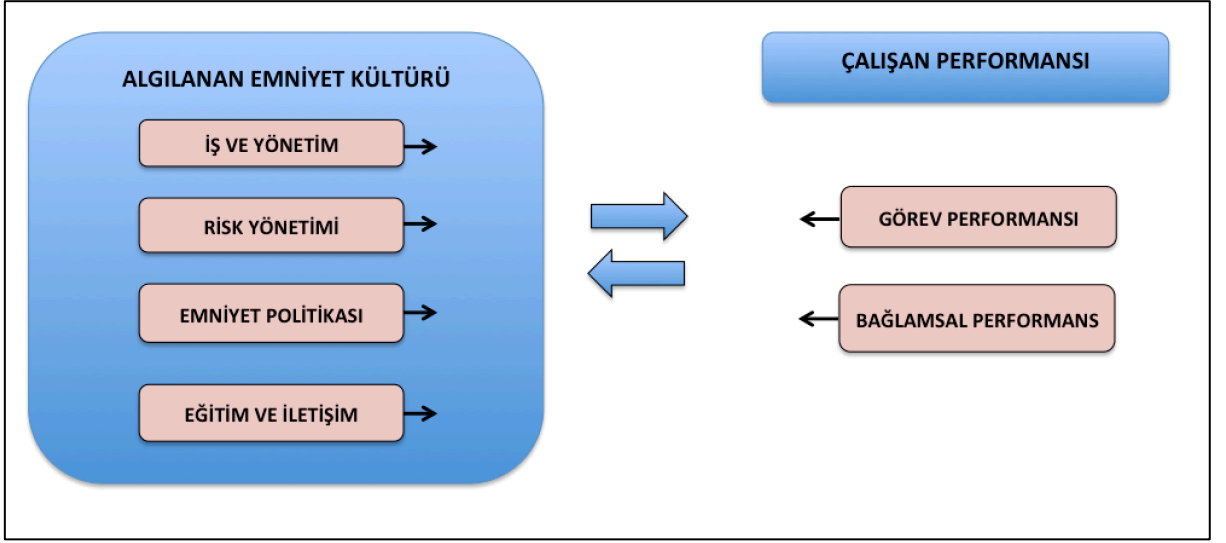 ALGILANAN EMNİYET KÜLTÜRÜ
İŞ VE YÖNETİM
RİSK YÖNETİMİ
EMNİYET POLİTİKASI
EĞİTİM VE İLETİŞİM
ÇALIŞAN PERFORMANSI
GÖREV PERFORMANSI
BAĞLAMSAL PERFORMANS